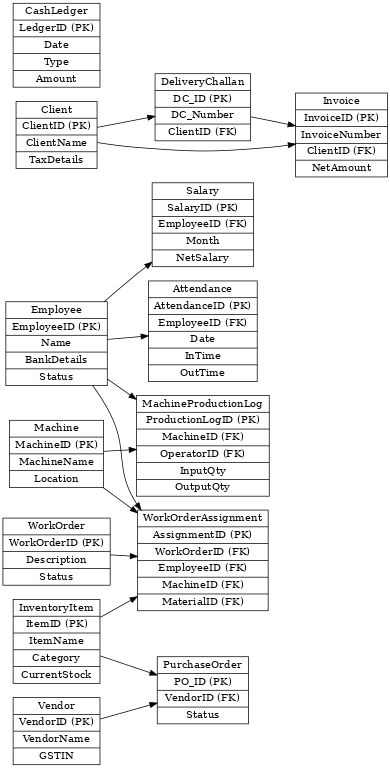 CashLedger
LedgerID (PK)
Date
Type
Amount
Client
ClientID (PK)
ClientName
TaxDetails
DeliveryChallan
DC_ID (PK)
DC_Number
ClientID (FK)
Invoice
InvoiceID (PK)
InvoiceNumber
ClientID (FK)
NetAmount
Salary
SalaryID (PK)
EmployeeID (FK)
Month
NetSalary
Attendance
AttendanceID (PK)
EmployeeID (FK)
Date
InTime
OutTime
Employee
EmployeeID (PK)
Name
BankDetails
Status
MachineProductionLog
ProductionLogID (PK)
MachineID (FK)
OperatorID (FK)
InputQty
OutputQty
Machine
MachineID (PK)
MachineName
Location
WorkOrderAssignment
AssignmentID (PK)
WorkOrderID (FK)
EmployeeID (FK)
MachineID (FK)
MaterialID (FK)
WorkOrder
WorkOrderID (PK)
Description
Status
InventoryItem
ItemID (PK)
ItemName
Category
CurrentStock
PurchaseOrder
PO_ID (PK)
VendorID (FK)
Status
Vendor
VendorID (PK)
VendorName
GSTIN